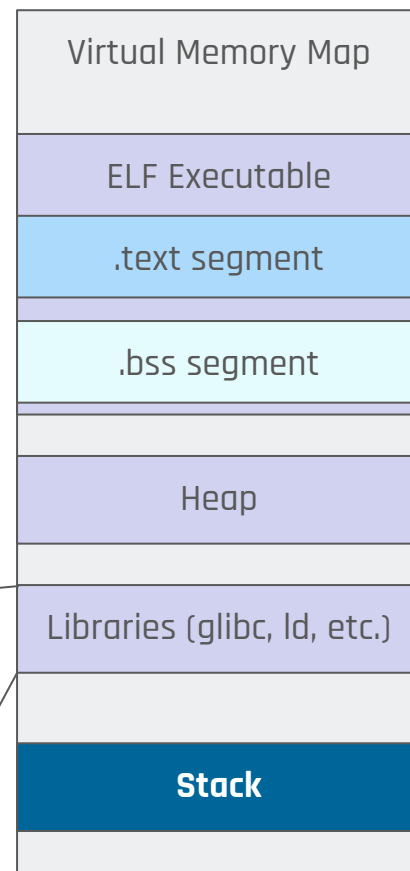 Virtual Memory Map
ELF Executable
.text segment
.bss segment
Heap
Libraries (glibc, ld, etc.)
Stack